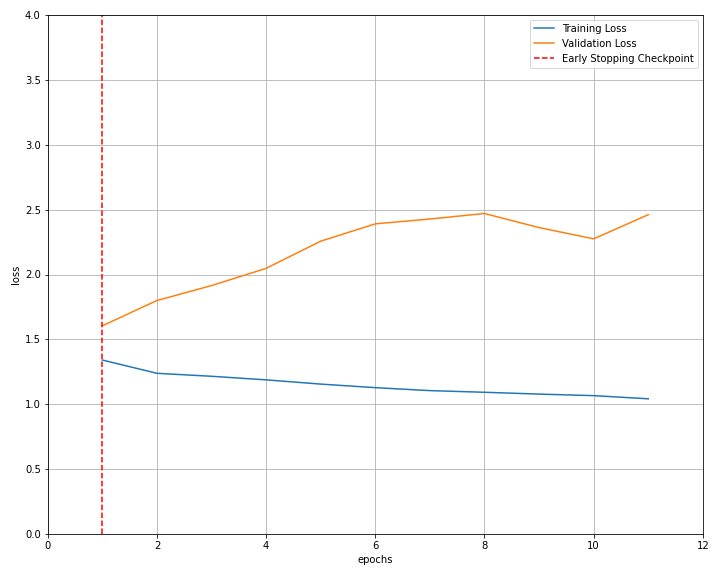 Training Loss
Validation Loss
Early Stopping Checkpoint
4.0
3.5
3.0
2.5
2.0
1.5
1.0
0.5
0.0
loss
0 2 4 6 8 10 12
epochs